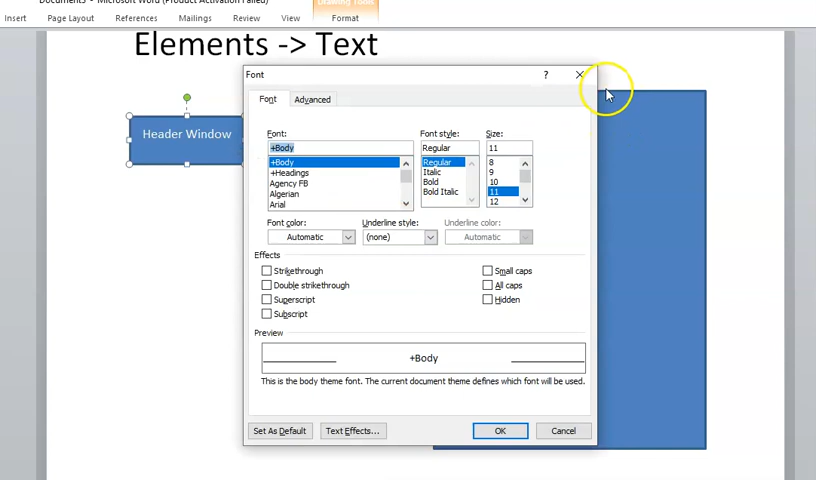 Document5 - Microsoft Word (Product Activation Failed)
Drawing Tools
Insert Page Layout References Mailings Review View Format
Elements -> Text
Header Window
Font
?
Font Advanced
Font: Font style: Size:
+Body Regular 11
+Body Regular 8
+Headings Italic 9
Agency FB Bold 10
Algerian Bold Italic 11
Arial 12
Font color: Underline style: Underline color:
Automatic (none) Automatic
Effects
Strikethrough Small caps
Double strikethrough All caps
Superscript Hidden
Subscript
Preview
+Body
This is the body theme font. The current document theme defines which font will be used.
Set As Default Text Effects... OK Cancel